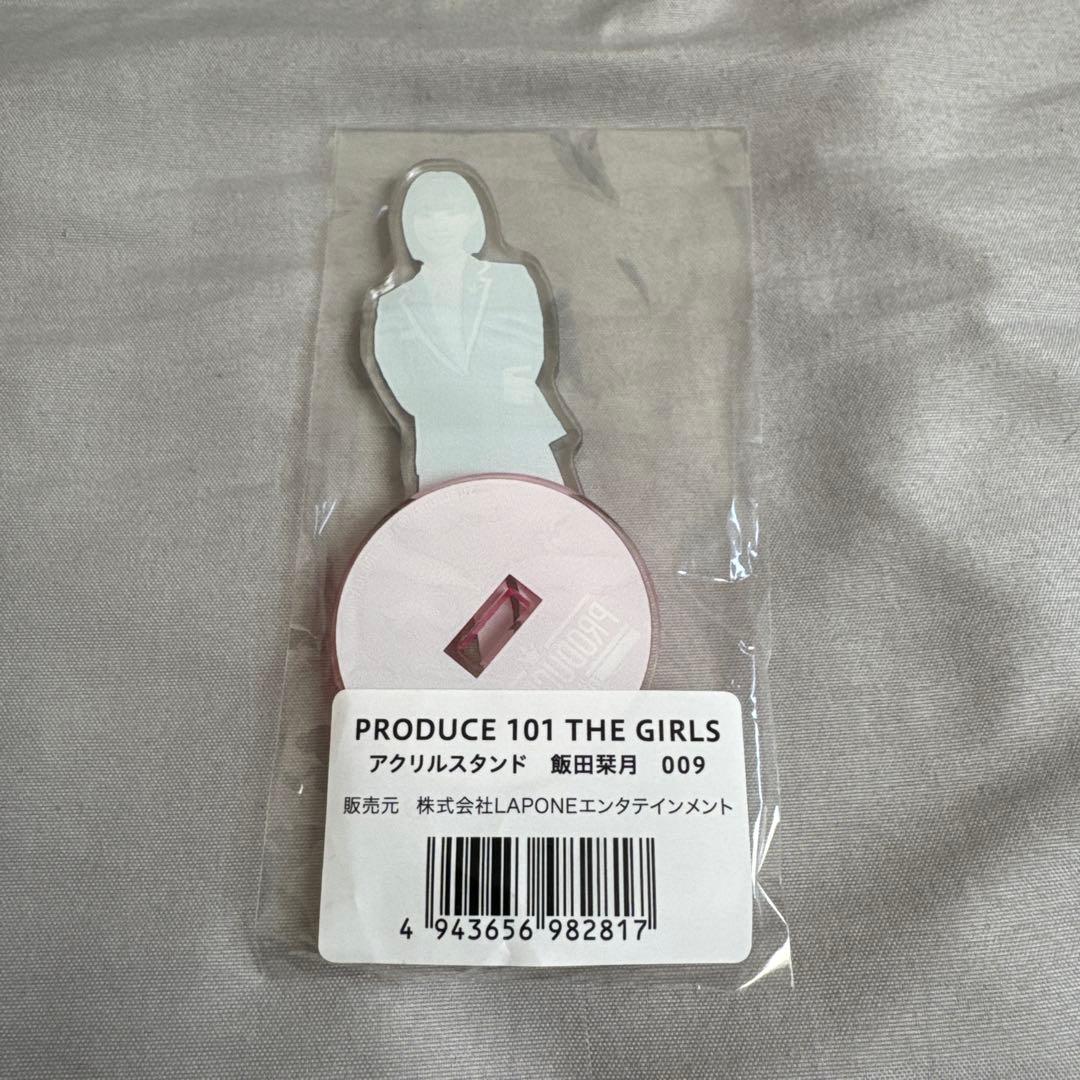 PRODUCE 101 THE GIRLS
アクリルスタンド　飯田栞月　009
販売元　株式会社LAPONEエンタテインメント
4 943656 982817